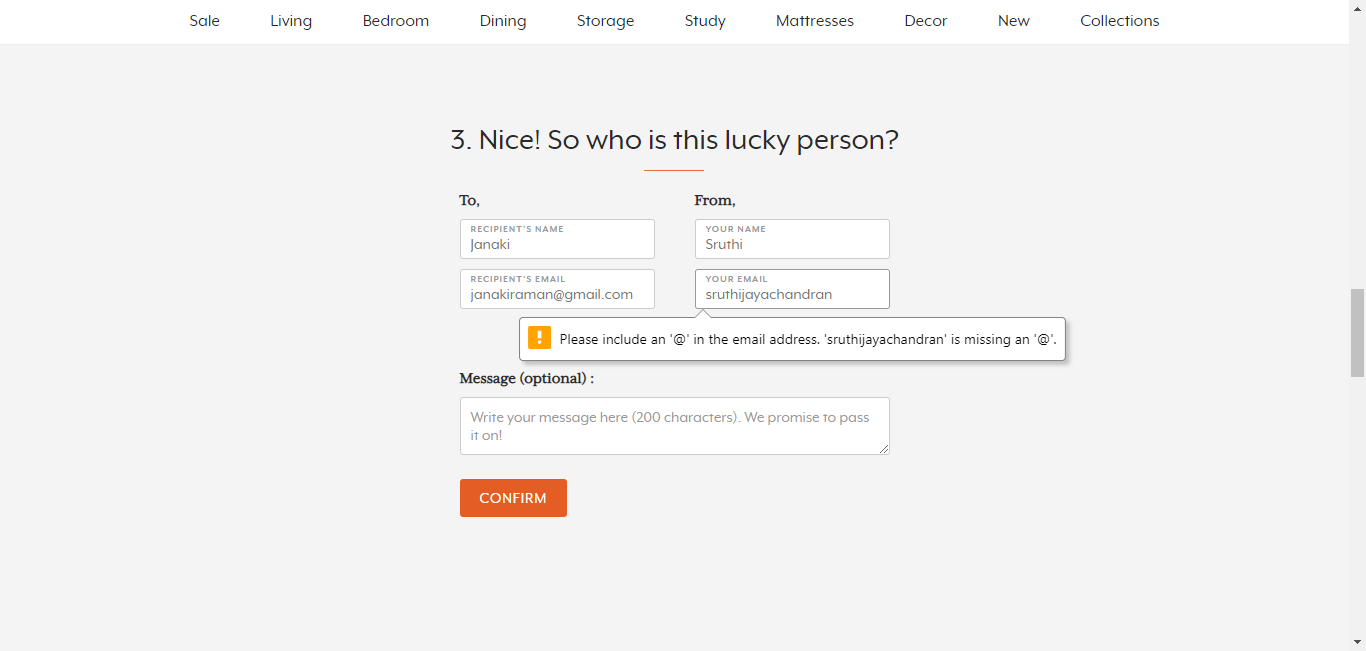 Sale Living Bedroom Dining Storage Study Mattresses Decor New Collections
3. Nice! So who is this lucky person?
To, From,
RECIPIENT'S NAME YOUR NAME
Janaki Sruthi
RECIPIENT'S EMAIL YOUR EMAIL
janakiraman@gmail.com sruthijayachandran
! Please include an '@' in the email address. 'sruthijayachandran' is missing an '@'.
Message (optional) :
Write your message here (200 characters). We promise to pass
it on!
CONFIRM